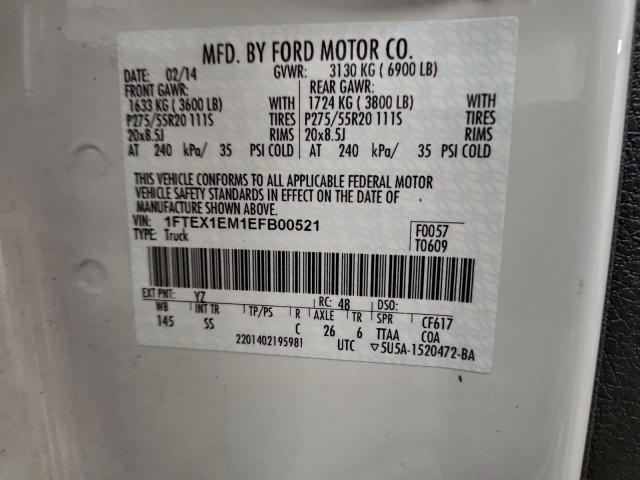 MFD. BY FORD MOTOR CO.
DATE: 02/14 GVWR: 3130 KG ( 6900 LB)
FRONT GAWR: REAR GAWR:
1633 KG ( 3600 LB) WITH 1724 KG ( 3800 LB) WITH
P275/55R20 111S TIRES P275/55R20 111S TIRES
20x8.5J RIMS 20x8.5J RIMS
AT 240 kPa/ 35 PSI COLD AT 240 kPa/ 35 PSI COLD
THIS VEHICLE CONFORMS TO ALL APPLICABLE FEDERAL MOTOR
VEHICLE SAFETY STANDARDS IN EFFECT ON THE DATE OF
MANUFACTURE SHOWN ABOVE.
VIN: 1FTEX1EM1EFB00521 F0057
TYPE: Truck T0609
EXT PNT: YZ RC: 48 DSO:
WB INT TR TP/PS R AXLE TR SPR CF617
145 SS C 26 6 TTAA COA
2201402195981 UTC ▽5U5A-1520472-BA